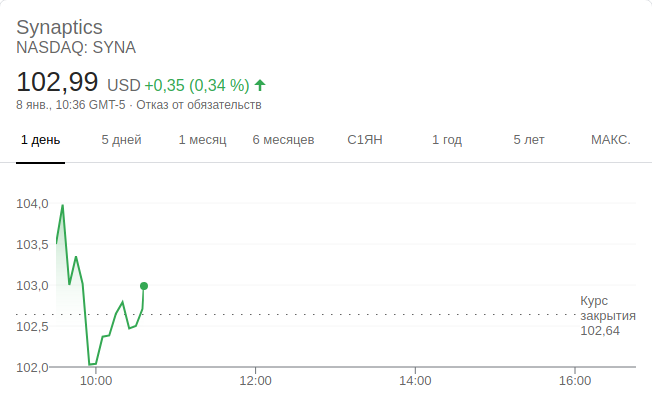 Synaptics
NASDAQ: SYNA
102,99 USD +0,35 (0,34 %)
8 янв., 10:36 GMT-5 · Отказ от обязательств
1 день 5 дней 1 месяц 6 месяцев С1ЯН 1 год 5 лет МАКС.
104,0
103,5
103,0
102,5
102,0
Курс
закрытия
102,64
10:00 12:00 14:00 16:00